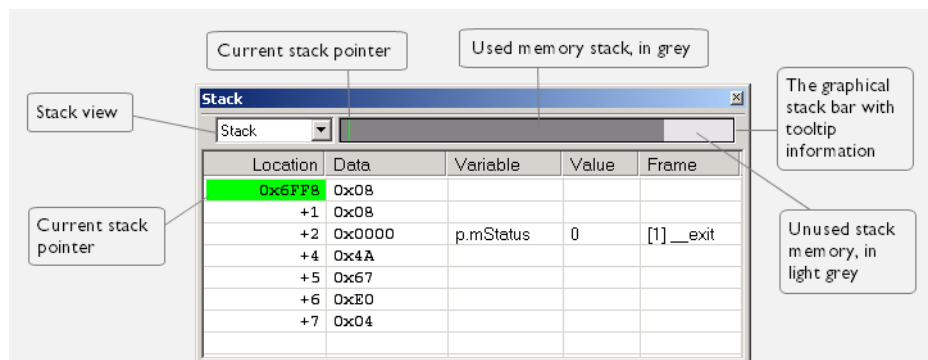 Current stack pointer
Used memory stack, in grey
The graphical
stack bar with
tooltip
information
Stack view
Stack
Stack
Location Data Variable Value Frame
0x6FF8 0x08
+1 0x08
+2 0x0000 p.mStatus 0 [1] __exit
+4 0x4A
+5 0x67
+6 0xE0
+7 0x04
Current stack
pointer
Unused stack
memory, in
light grey